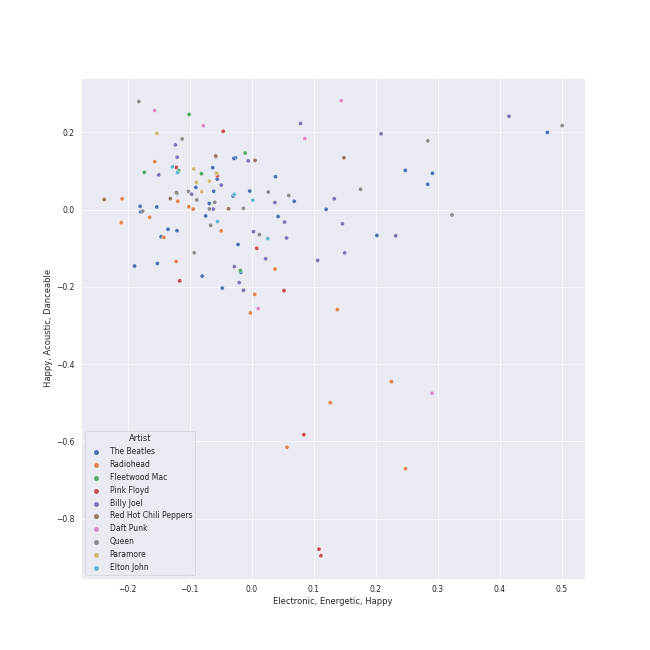 0.2
0.0
−0.2
−0.4
−0.6
−0.8
Happy, Acoustic, Danceable
Artist
The Beatles
Radiohead
Fleetwood Mac
Pink Floyd
Billy Joel
Red Hot Chili Peppers
Daft Punk
Queen
Paramore
Elton John
−0.2 −0.1 0.0 0.1 0.2 0.3 0.4 0.5
Electronic, Energetic, Happy